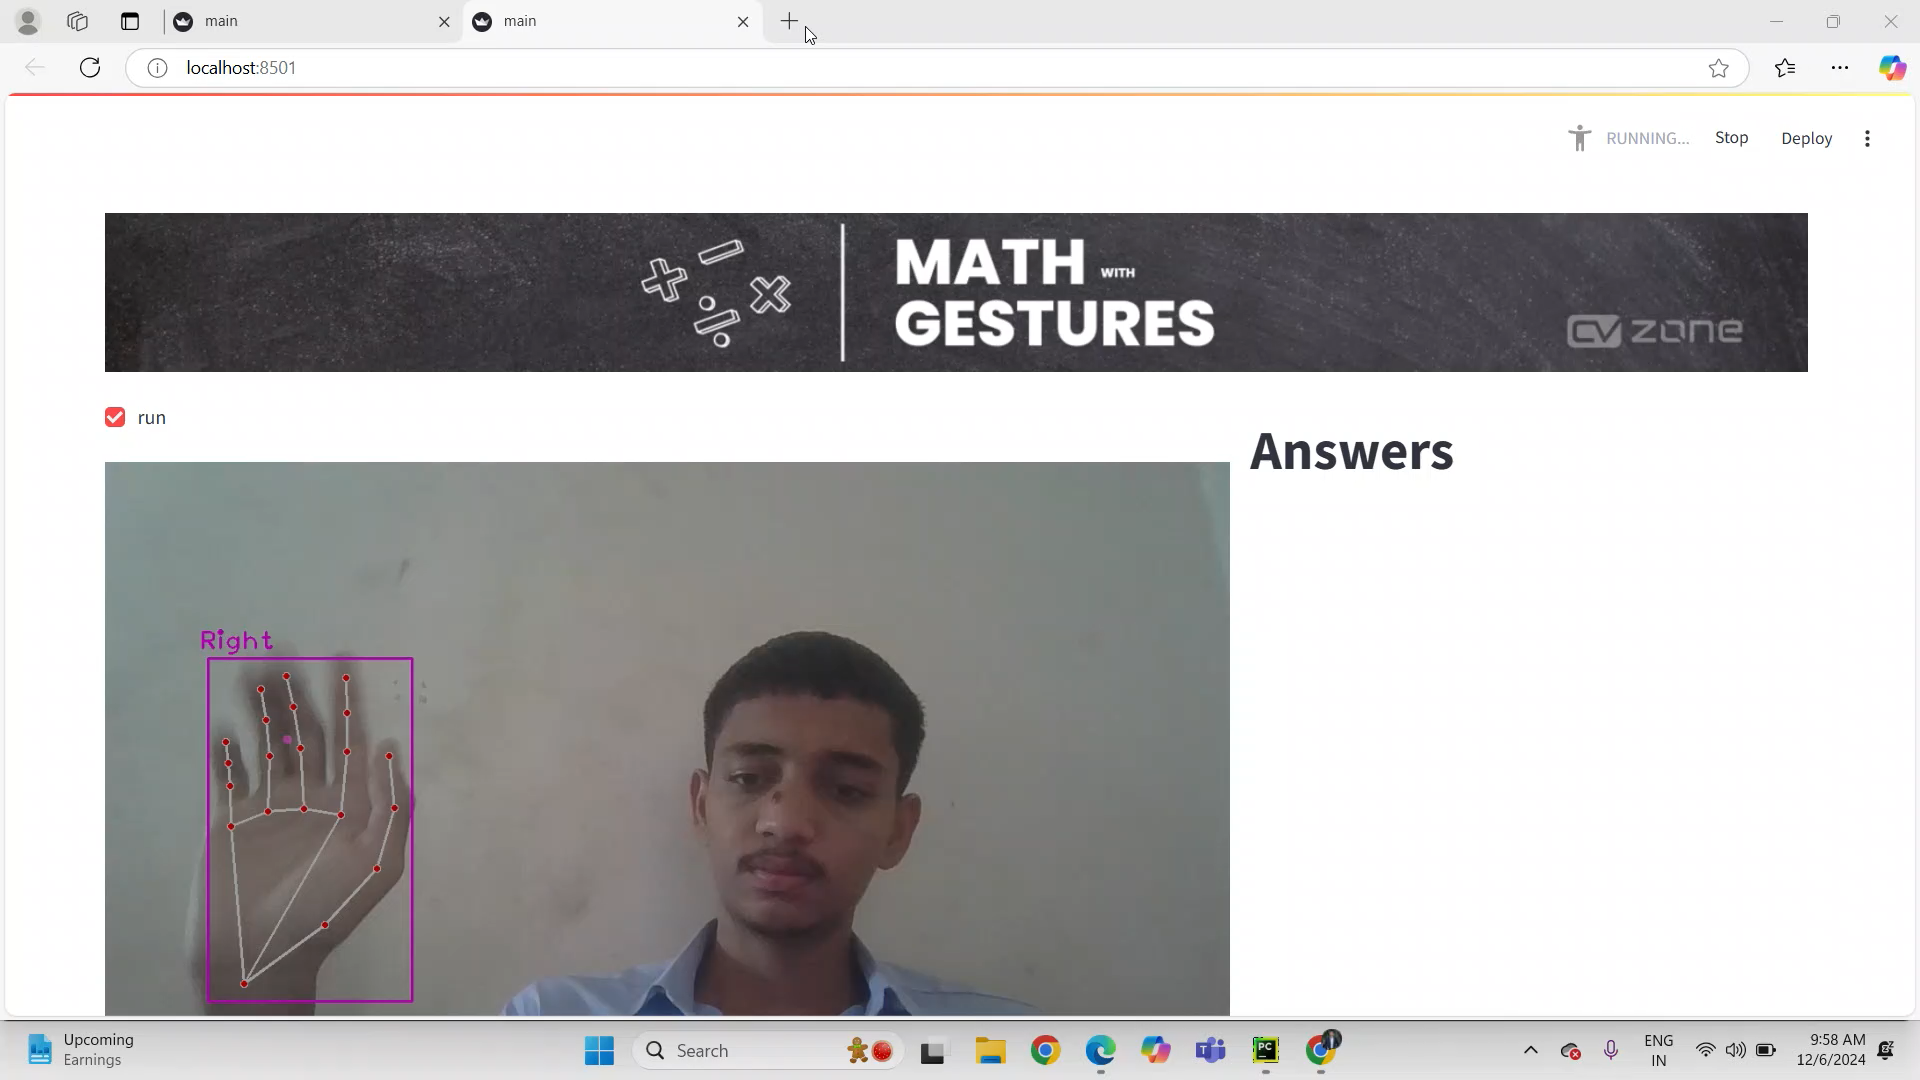 main
main
localhost:8501
RUNNING...
Stop
Deploy
MATH WITH
GESTURES
CV ZONE
run
Answers
Right
Upcoming
Earnings
Search
PC
ENG
IN
9:58 AM
12/6/2024